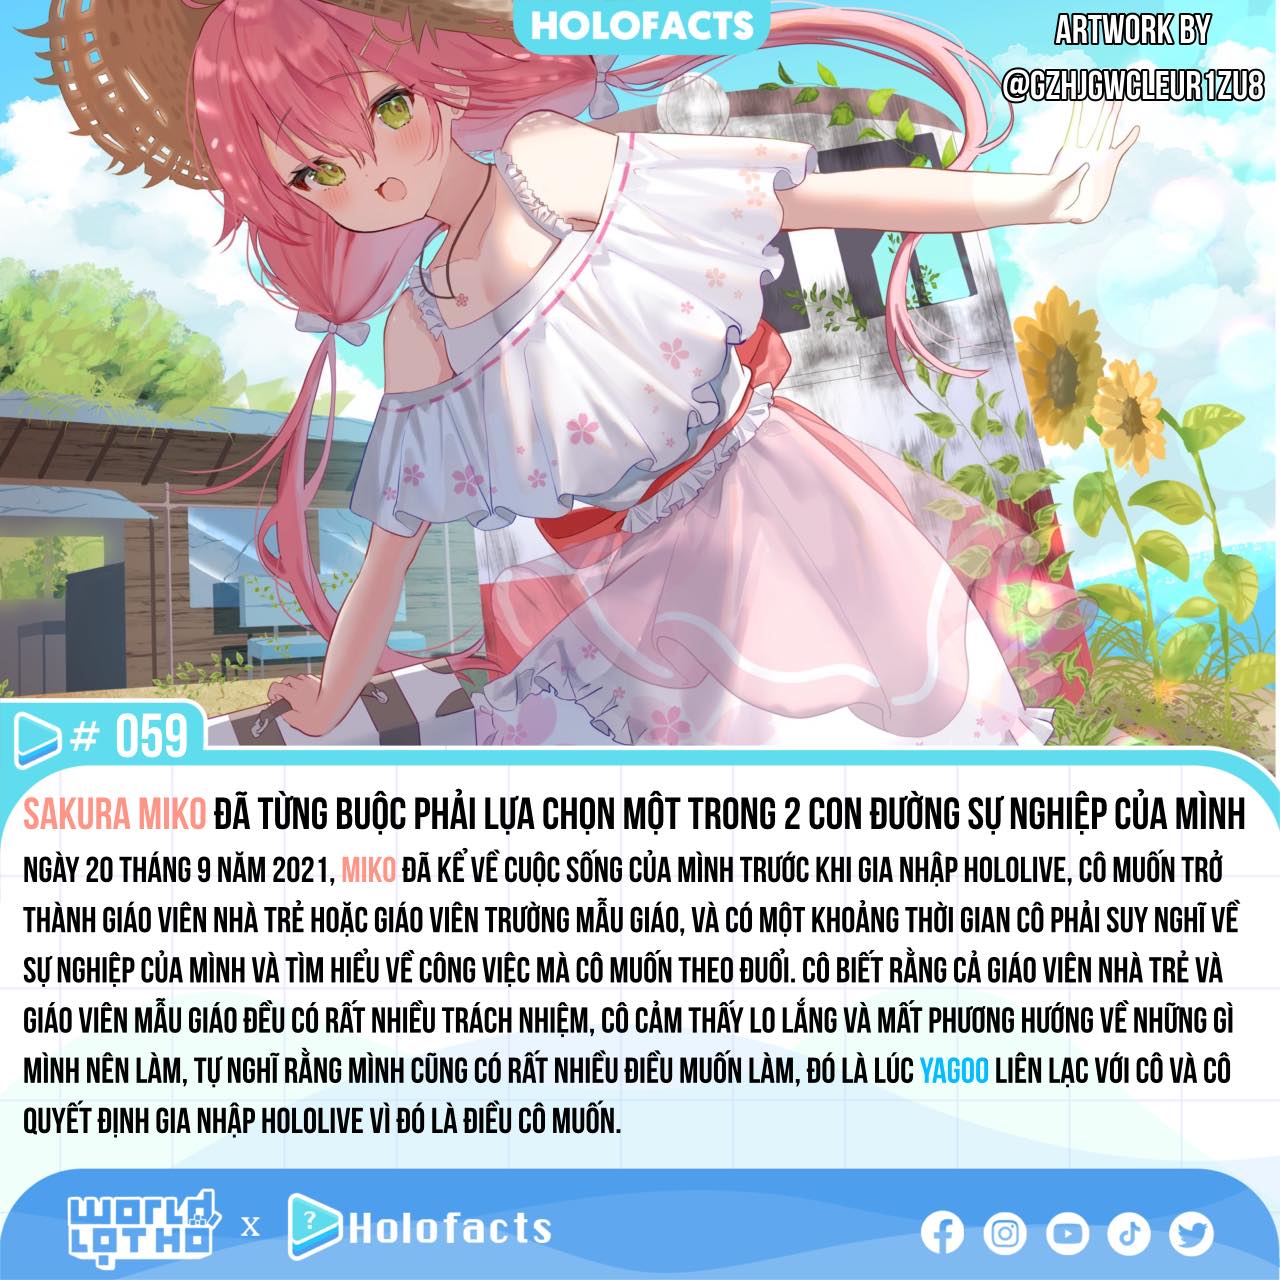 HOLOFACTS
ARTWORK BY
@GZHJGWCLEUR1ZU8
# 059
SAKURA MIKO ĐÃ TỪNG BUỘC PHẢI LỰA CHỌN MỘT TRONG 2 CON ĐƯỜNG SỰ NGHIỆP CỦA MÌNH
NGÀY 20 THÁNG 9 NĂM 2021, MIKO ĐÃ KỂ VỀ CUỘC SỐNG CỦA MÌNH TRƯỚC KHI GIA NHẬP HOLOLIVE, CÔ MUỐN TRỞ
THÀNH GIÁO VIÊN NHÀ TRẺ HOẶC GIÁO VIÊN TRƯỜNG MẪU GIÁO, VÀ CÓ MỘT KHOẢNG THỜI GIAN CÔ PHẢI SUY NGHĨ VỀ
SỰ NGHIỆP CỦA MÌNH VÀ TÌM HIỂU VỀ CÔNG VIỆC MÀ CÔ MUỐN THEO ĐUỔI. CÔ BIẾT RẰNG CẢ GIÁO VIÊN NHÀ TRẺ VÀ
GIÁO VIÊN MẪU GIÁO ĐỀU CÓ RẤT NHIỀU TRÁCH NHIỆM, CÔ CẢM THẤY LO LẮNG VÀ MẤT PHƯƠNG HƯỚNG VỀ NHỮNG GÌ
MÌNH NÊN LÀM, TỰ NGHĨ RẰNG MÌNH CŨNG CÓ RẤT NHIỀU ĐIỀU MUỐN LÀM, ĐÓ LÀ LÚC YAGOO LIÊN LẠC VỚI CÔ VÀ CÔ
QUYẾT ĐỊNH GIA NHẬP HOLOLIVE VÌ ĐÓ LÀ ĐIỀU CÔ MUỐN.
WORLD
LỌT HỐ x ? Holofacts